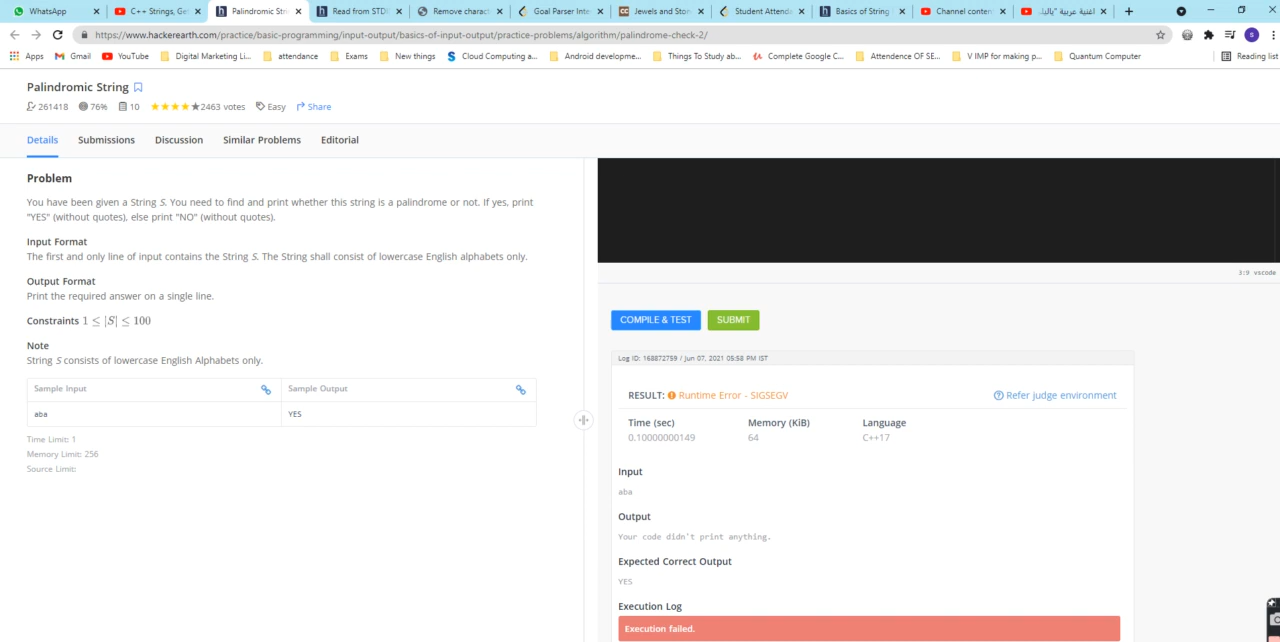 WhatsApp
C++ Strings, Ge
Palindromic Stri
Read from STD
Remove charact
Goal Parser Inte
Jewels and Ston
Student Attenda
Basics of String
Channel conten
اغنية عربية "يالبا
https://www.hackerearth.com/practice/basic-programming/input-output/basics-of-input-output/practice-problems/algorithm/palindrome-check-2/
Apps
Gmail
YouTube
Digital Marketing Li...
attendance
Exams
New things
Cloud Computing a...
Android developme...
Things To Study ab...
Complete Google C...
Attendence OF SE...
V IMP for making p...
Quantum Computer
Reading list
Palindromic String
261418 76% 10 ★★★★★2463 votes Easy Share
Details Submissions Discussion Similar Problems Editorial
Problem
You have been given a String S. You need to find and print whether this string is a palindrome or not. If yes, print
"YES" (without quotes), else print "NO" (without quotes).
Input Format
The first and only line of input contains the String S. The String shall consist of lowercase English alphabets only.
Output Format
Print the required answer on a single line.
Constraints 1 ≤ |S| ≤ 100
Note
String S consists of lowercase English Alphabets only.
Sample Input Sample Output
aba YES
Time Limit: 1
Memory Limit: 256
Source Limit:
3:9 vscode
COMPILE & TEST SUBMIT
Log ID: 168872759 / Jun 07, 2021 05:58 PM IST
RESULT: Runtime Error - SIGSEGV Refer judge environment
Time (sec) Memory (KiB) Language
0.10000000149 64 C++17
Input
aba
Output
Your code didn't print anything.
Expected Correct Output
YES
Execution Log
Execution failed.